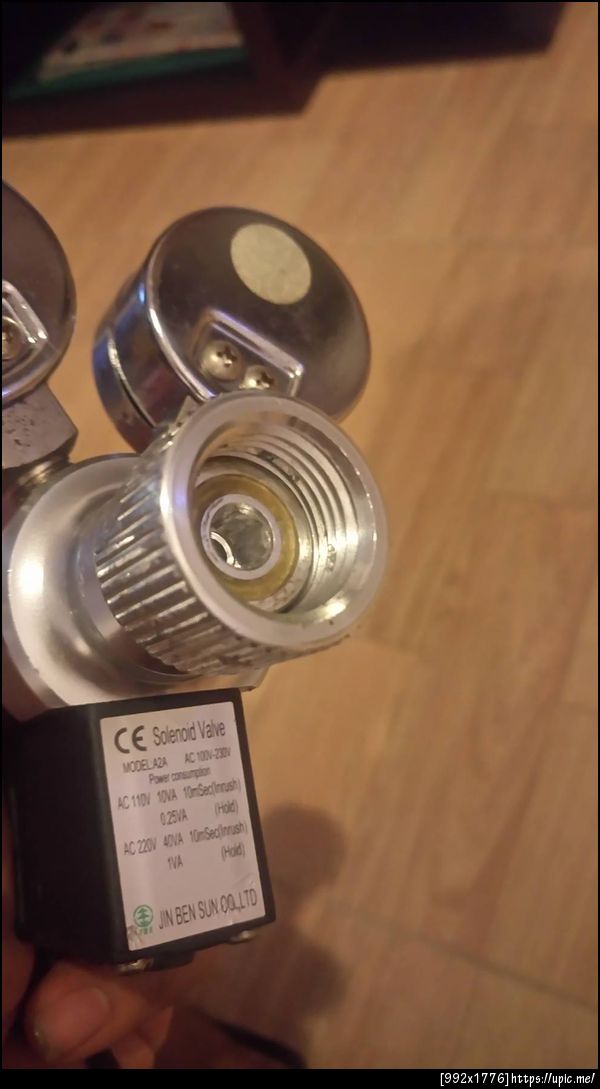 CE Solenoid Valve
MODEL:A2A AC 100V~230V
Power consumption
AC 110V 10VA 10mSec(Inrush)
0.25VA (Hold)
AC 220V 40VA 10mSec(Inrush)
1VA (Hold)
JIN BEN SUN CO.,LTD
[992x1776]https://upic.me/